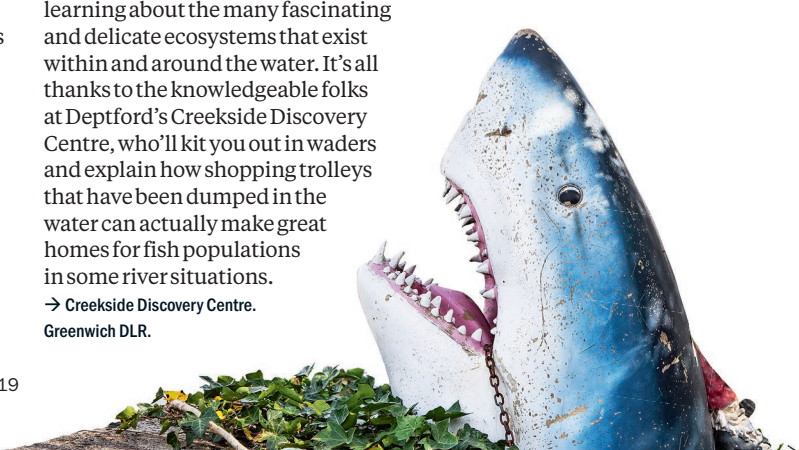 learning about the many fascinating
s and delicate ecosystems that exist
within and around the water. It’s all
thanks to the knowledgeable folks
at Deptford’s Creekside Discovery
Centre, who’ll kit you out in waders
and explain how shopping trolleys
that have been dumped in the
water can actually make great
homes for fish populations
in some river situations.
→ Creekside Discovery Centre.
Greenwich DLR.
19